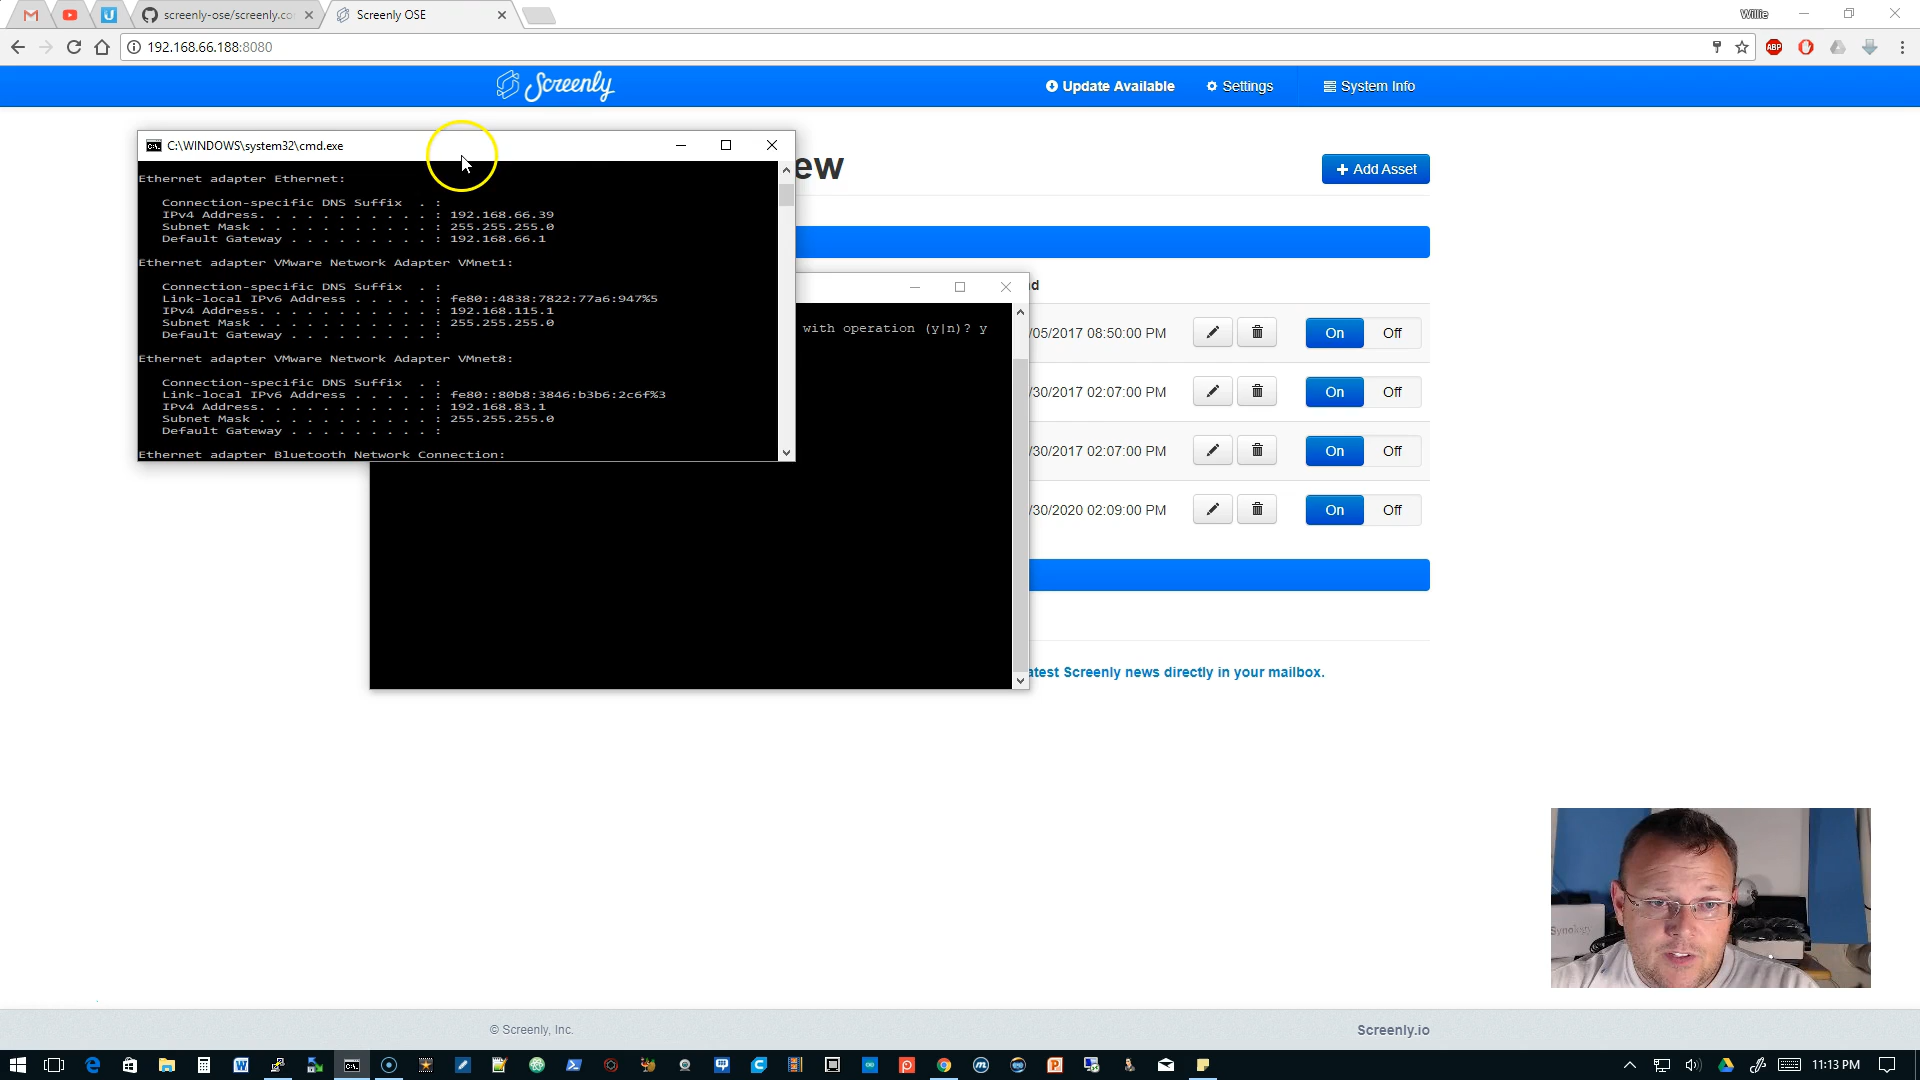 screenly-ose/screenly.co
Screenly OSE
Willie
192.168.66.188:8080
ABP
Screenly
Update Available
Settings
System Info
C:\WINDOWS\system32\cmd.exe
ew
Add Asset
Ethernet adapter Ethernet:
Connection-specific DNS Suffix . :
IPv4 Address. . . . . . . . . . . : 192.168.66.39
Subnet Mask . . . . . . . . . . . : 255.255.255.0
Default Gateway . . . . . . . . . : 192.168.66.1
Ethernet adapter VMware Network Adapter VMnet1:
Connection-specific DNS Suffix . :
Link-local IPv6 Address . . . . . : fe80::4838:7822:77a6:947%5
IPv4 Address. . . . . . . . . . . : 192.168.115.1
Subnet Mask . . . . . . . . . . . : 255.255.255.0
Default Gateway . . . . . . . . . :
Ethernet adapter VMware Network Adapter VMnet8:
Connection-specific DNS Suffix . :
Link-local IPv6 Address . . . . . : fe80::80b8:3846:b3b6:2c6f%3
IPv4 Address. . . . . . . . . . . : 192.168.83.1
Subnet Mask . . . . . . . . . . . : 255.255.255.0
Default Gateway . . . . . . . . . :
Ethernet adapter Bluetooth Network Connection:
with operation (y|n)? y
d
/05/2017 08:50:00 PM On Off
/30/2017 02:07:00 PM On Off
/30/2017 02:07:00 PM On Off
/30/2020 02:09:00 PM On Off
atest Screenly news directly in your mailbox.
Synology
© Screenly, Inc.
Screenly.io
11:13 PM